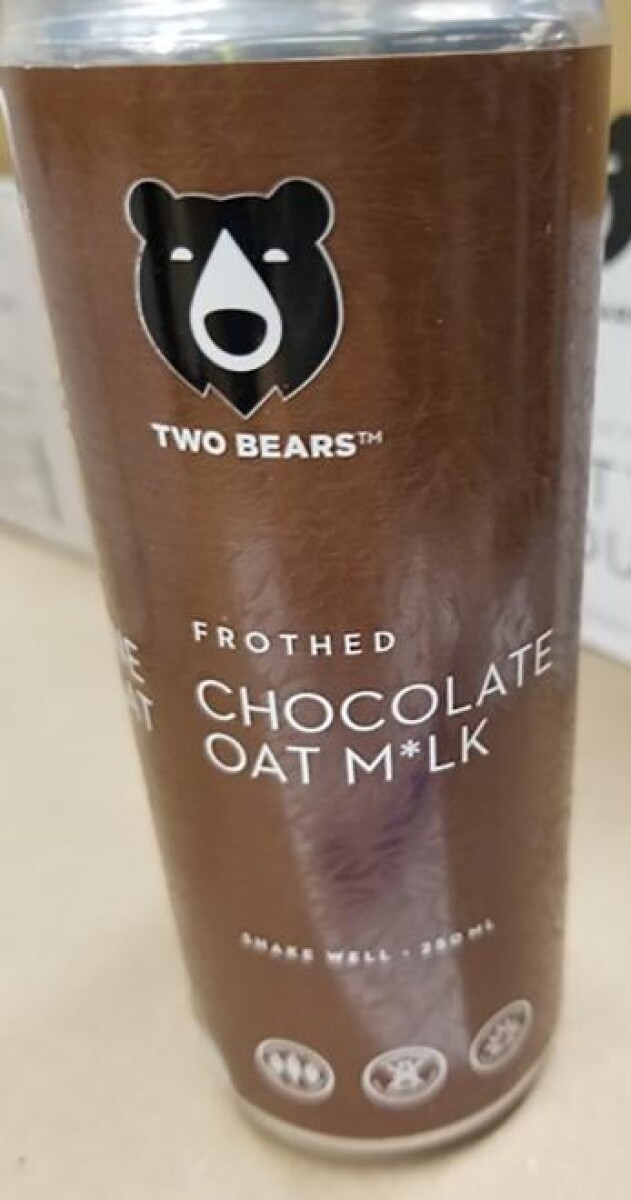 TWO BEARS™
FROTHED
CHOCOLATE
OAT M*LK
SHAKE WELL • 250 ML